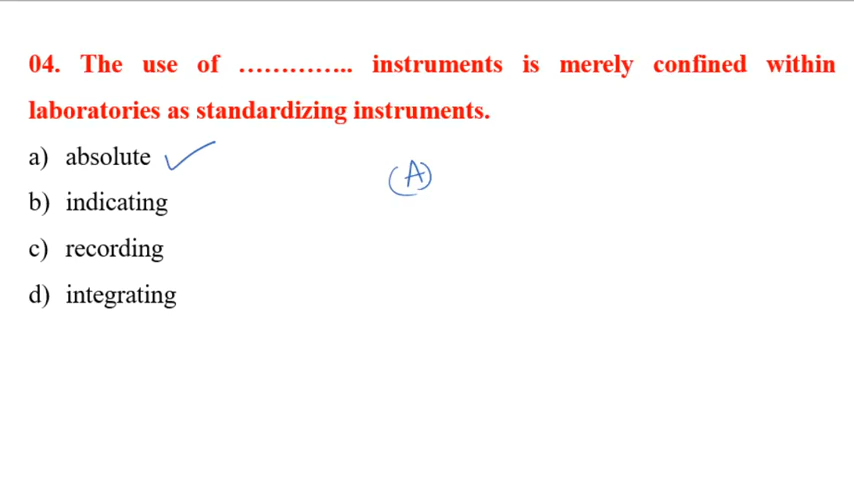 04. The use of ………….. instruments is merely confined within
laboratories as standardizing instruments.
a) absolute
(A)
b) indicating
c) recording
d) integrating